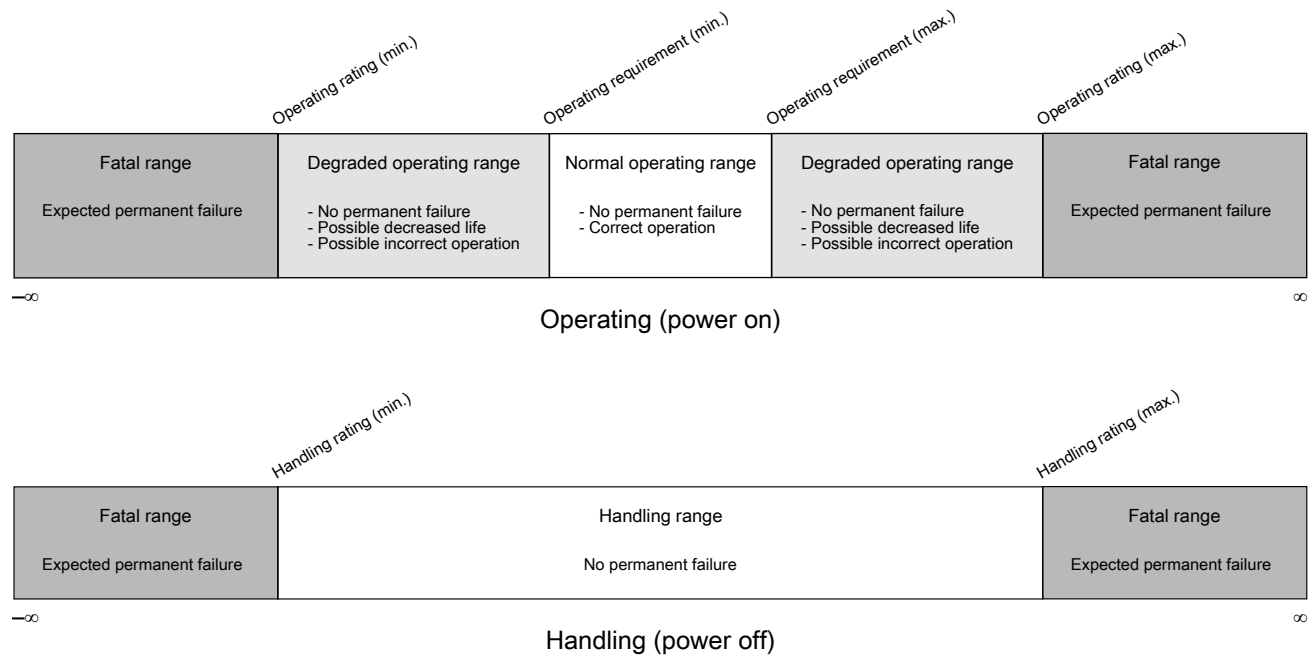 Operating rating (min.)
Operating requirement (min.)
Operating requirement (max.)
Operating rating (max.)
Fatal range
Expected permanent failure
Degraded operating range
- No permanent failure
- Possible decreased life
- Possible incorrect operation
Normal operating range
- No permanent failure
- Correct operation
Degraded operating range
- No permanent failure
- Possible decreased life
- Possible incorrect operation
Fatal range
Expected permanent failure
–∞
∞
Operating (power on)
Handling rating (min.)
Handling rating (max.)
Fatal range
Expected permanent failure
Handling range
No permanent failure
Fatal range
Expected permanent failure
–∞
∞
Handling (power off)